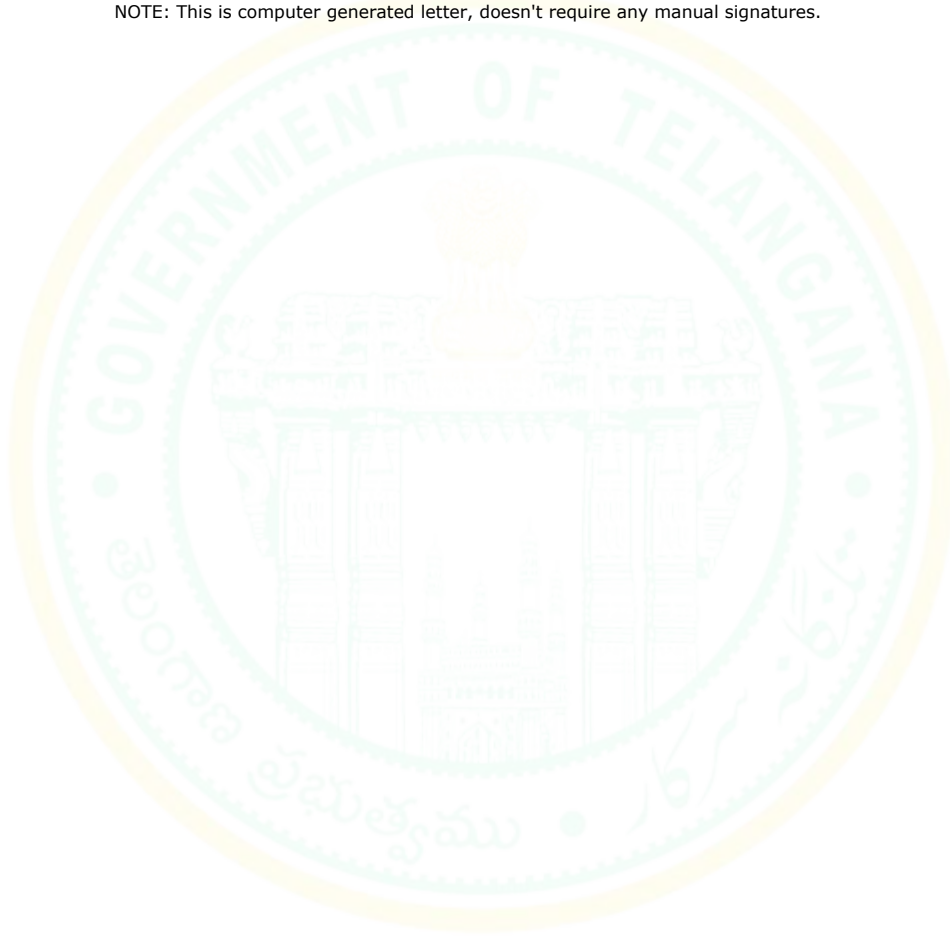 NOTE: This is computer generated letter, doesn't require any manual signatures.
GOVERNMENT OF TELANGANA
తెలంగాణ ప్రభుత్వము